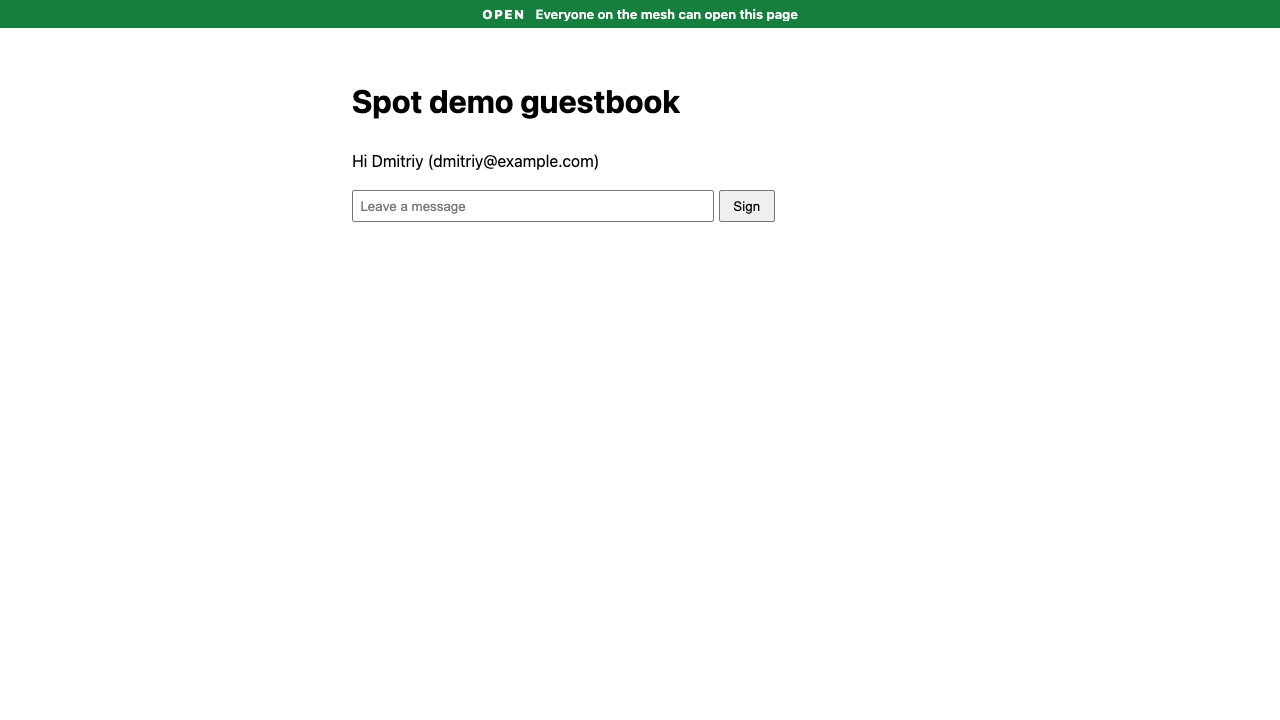 OPEN Everyone on the mesh can open this page
Spot demo guestbook
Hi Dmitriy (dmitriy@example.com)
Leave a message Sign